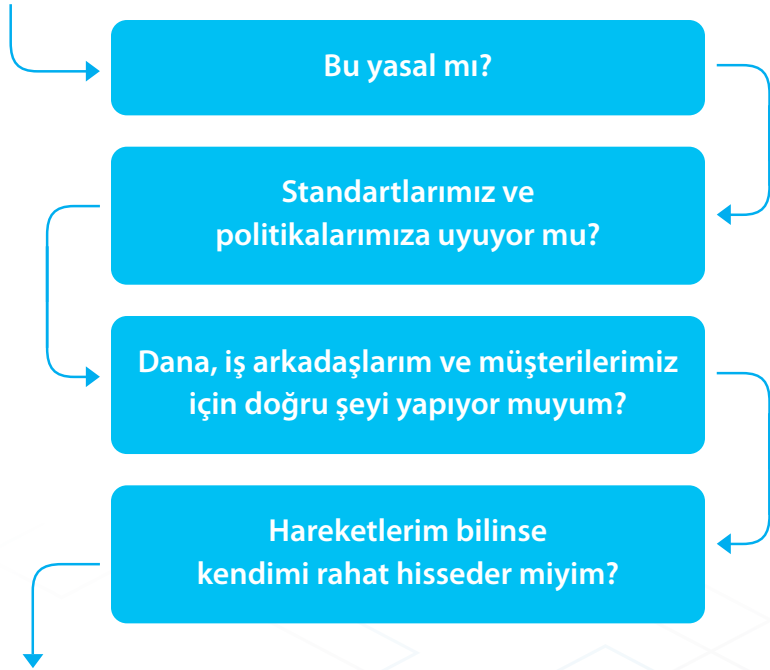 Bu yasal mı?
Standartlarımız ve
politikalarımıza uyuyor mu?
Dana, iş arkadaşlarım ve müşterilerimiz
için doğru şeyi yapıyor muyum?
Hareketlerim bilinse
kendimi rahat hisseder miyim?